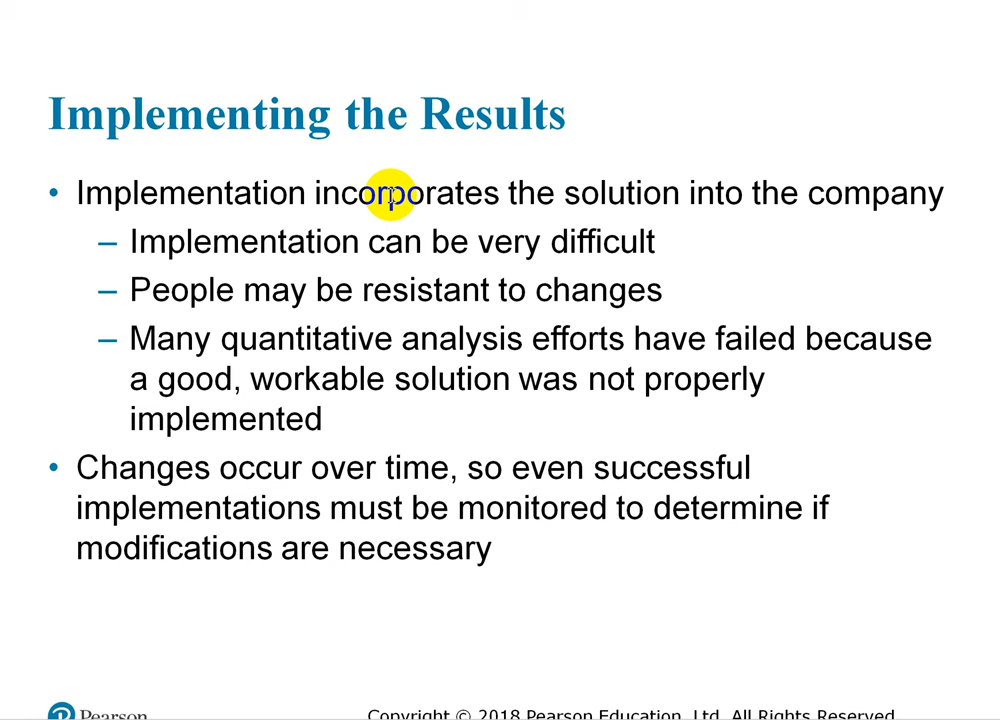 Implementing the Results
• Implementation incorporates the solution into the company
– Implementation can be very difficult
– People may be resistant to changes
– Many quantitative analysis efforts have failed because
a good, workable solution was not properly
implemented
• Changes occur over time, so even successful
implementations must be monitored to determine if
modifications are necessary
Pearson
Copyright © 2018 Pearson Education, Ltd. All Rights Reserved